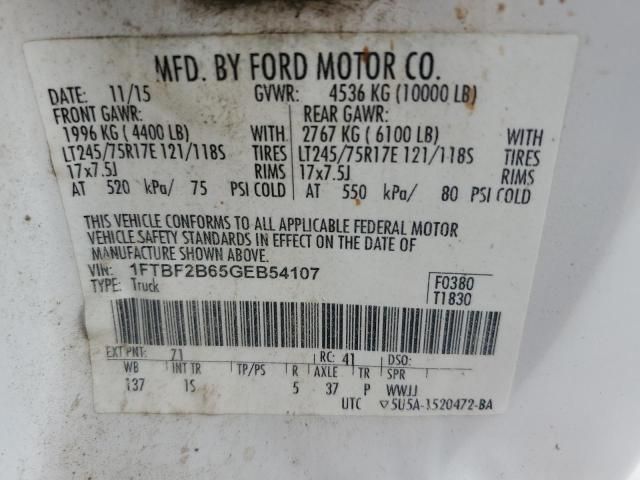 MFD. BY FORD MOTOR CO.
DATE: 11/15 GVWR: 4536 KG (10000 LB)
FRONT GAWR: REAR GAWR:
1996 KG ( 4400 LB) WITH 2767 KG ( 6100 LB) WITH
LT245/75R17E 121/118S TIRES LT245/75R17E 121/118S TIRES
17x7.5J RIMS 17x7.5J RIMS
AT 520 kPa/ 75 PSI COLD AT 550 kPa/ 80 PSI COLD
THIS VEHICLE CONFORMS TO ALL APPLICABLE FEDERAL MOTOR
VEHICLE SAFETY STANDARDS IN EFFECT ON THE DATE OF
MANUFACTURE SHOWN ABOVE.
VIN: 1FTBF2B65GEB54107 F0380
TYPE: Truck T1830
EXT PNT: Z1 RC: 41 DSO:
WB INT TR TP/PS R AXLE TR SPR
137 1S 5 37 P WWJJ
UTC ▽5U5A-1520472-BA